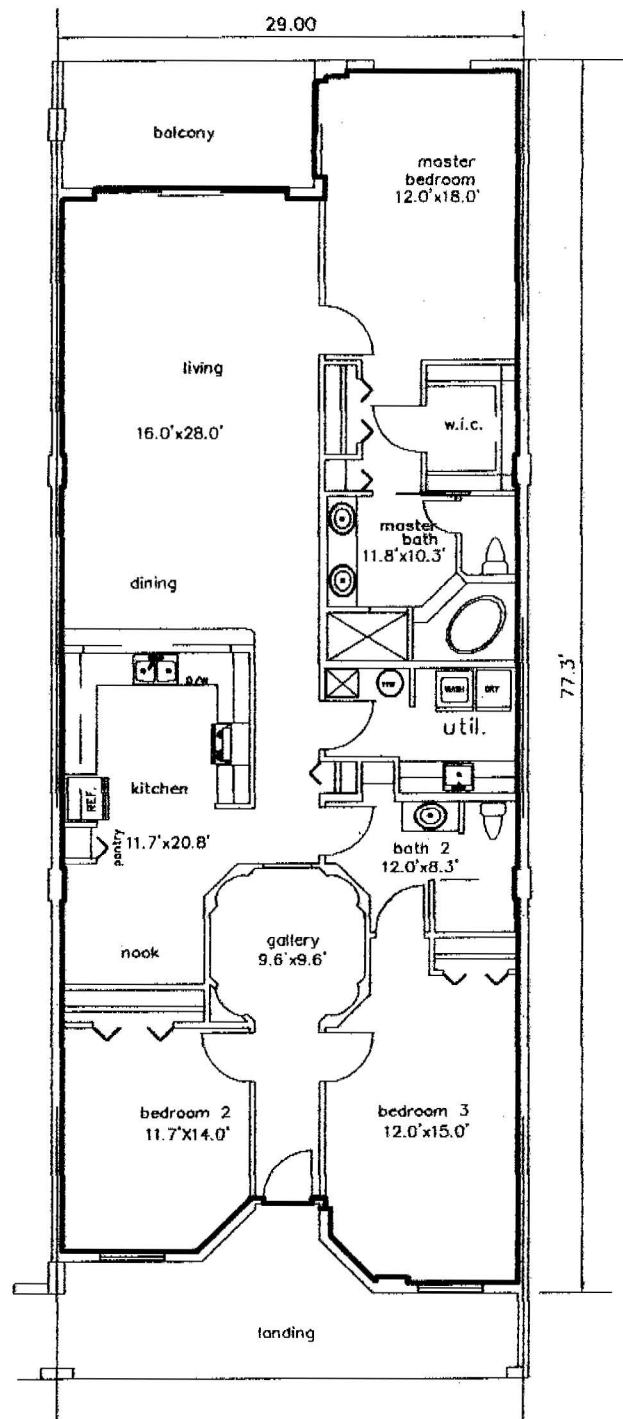 29.00
balcony
master
bedroom
12.0'x18.0'
living
16.0'x28.0'
w.i.c.
master
bath
11.8'x10.3'
dining
77.3'
D/W
WASH
DRY
util.
kitchen
REF.
11.7'x20.8'
pantry
bath 2
12.0'x8.3'
gallery
9.6'x9.6'
nook
bedroom 2
11.7'X14.0'
bedroom 3
12.0'x15.0'
landing